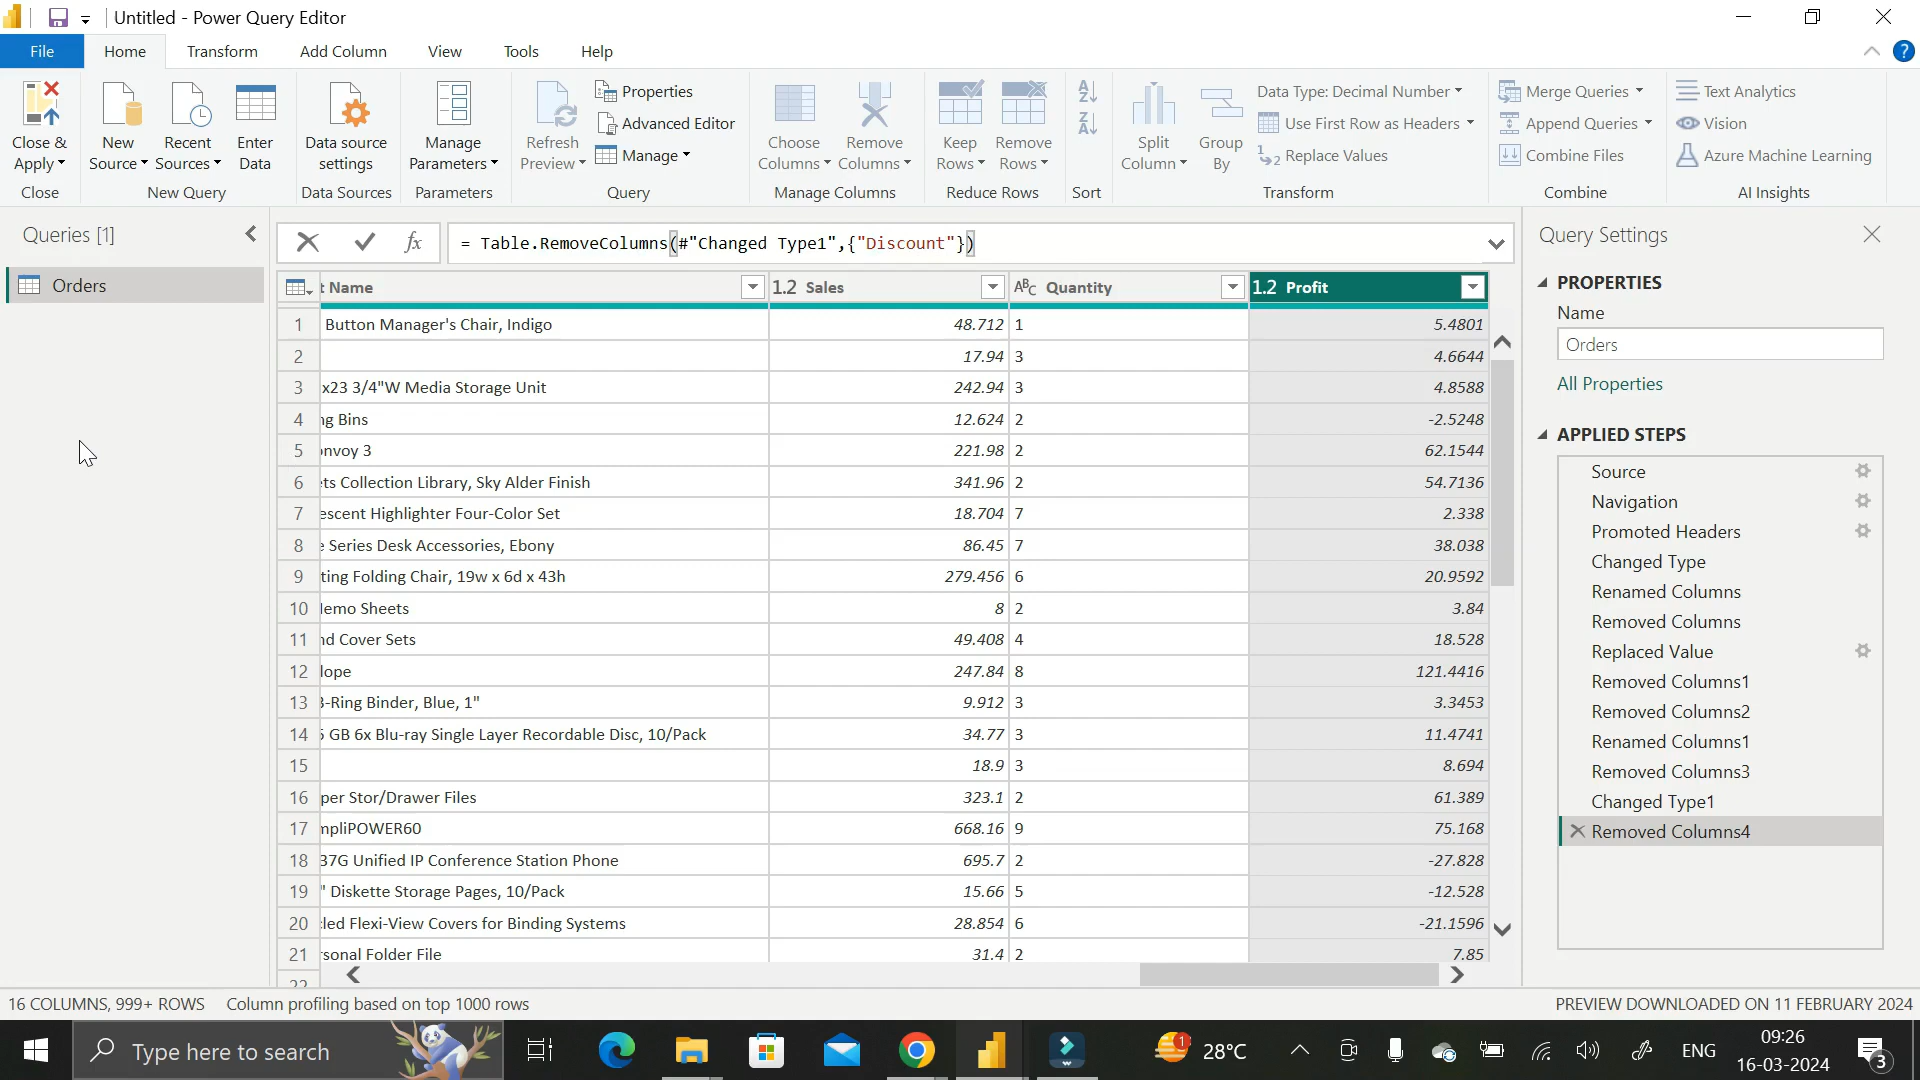 Untitled - Power Query Editor
File Home Transform Add Column View Tools Help
Close & Apply
New Source
Recent Sources
Enter Data
Data source settings
Manage Parameters
Refresh Preview
Properties
Advanced Editor
Manage
Choose Columns
Remove Columns
Keep Rows
Remove Rows
Split Column
Group By
Data Type: Decimal Number
Use First Row as Headers
Replace Values
Merge Queries
Append Queries
Combine Files
Text Analytics
Vision
Azure Machine Learning
Close New Query Data Sources Parameters Query Manage Columns Reduce Rows Sort Transform Combine AI Insights
Queries [1]
Orders
fx = Table.RemoveColumns(#"Changed Type1",{"Discount"})
t Name 1.2 Sales ABC Quantity 1.2 Profit
1 Button Manager's Chair, Indigo 48.712 1 5.4801
2 17.94 3 4.6644
3 x23 3/4"W Media Storage Unit 242.94 3 4.8588
4 ng Bins 12.624 2 -2.5248
5 onvoy 3 221.98 2 62.1544
6 ets Collection Library, Sky Alder Finish 341.96 2 54.7136
7 escent Highlighter Four-Color Set 18.704 7 2.338
8 e Series Desk Accessories, Ebony 86.45 7 38.038
9 ting Folding Chair, 19w x 6d x 43h 279.456 6 20.9592
10 Memo Sheets 8 2 3.84
11 nd Cover Sets 49.408 4 18.528
12 lope 247.84 8 121.4416
13 3-Ring Binder, Blue, 1" 9.912 3 3.3453
14 GB 6x Blu-ray Single Layer Recordable Disc, 10/Pack 34.77 3 11.4741
15 18.9 3 8.694
16 per Stor/Drawer Files 323.1 2 61.389
17 mpliPOWER60 668.16 9 75.168
18 37G Unified IP Conference Station Phone 695.7 2 -27.828
19 " Diskette Storage Pages, 10/Pack 15.66 5 -12.528
20 led Flexi-View Covers for Binding Systems 28.854 6 -21.1596
21 rsonal Folder File 31.4 2 7.85
22
Query Settings
PROPERTIES
Name
Orders
All Properties
APPLIED STEPS
Source
Navigation
Promoted Headers
Changed Type
Renamed Columns
Removed Columns
Replaced Value
Removed Columns1
Removed Columns2
Renamed Columns1
Removed Columns3
Changed Type1
Removed Columns4
16 COLUMNS, 999+ ROWS Column profiling based on top 1000 rows PREVIEW DOWNLOADED ON 11 FEBRUARY 2024
Type here to search 1 28°C ENG 09:26
16-03-2024 3